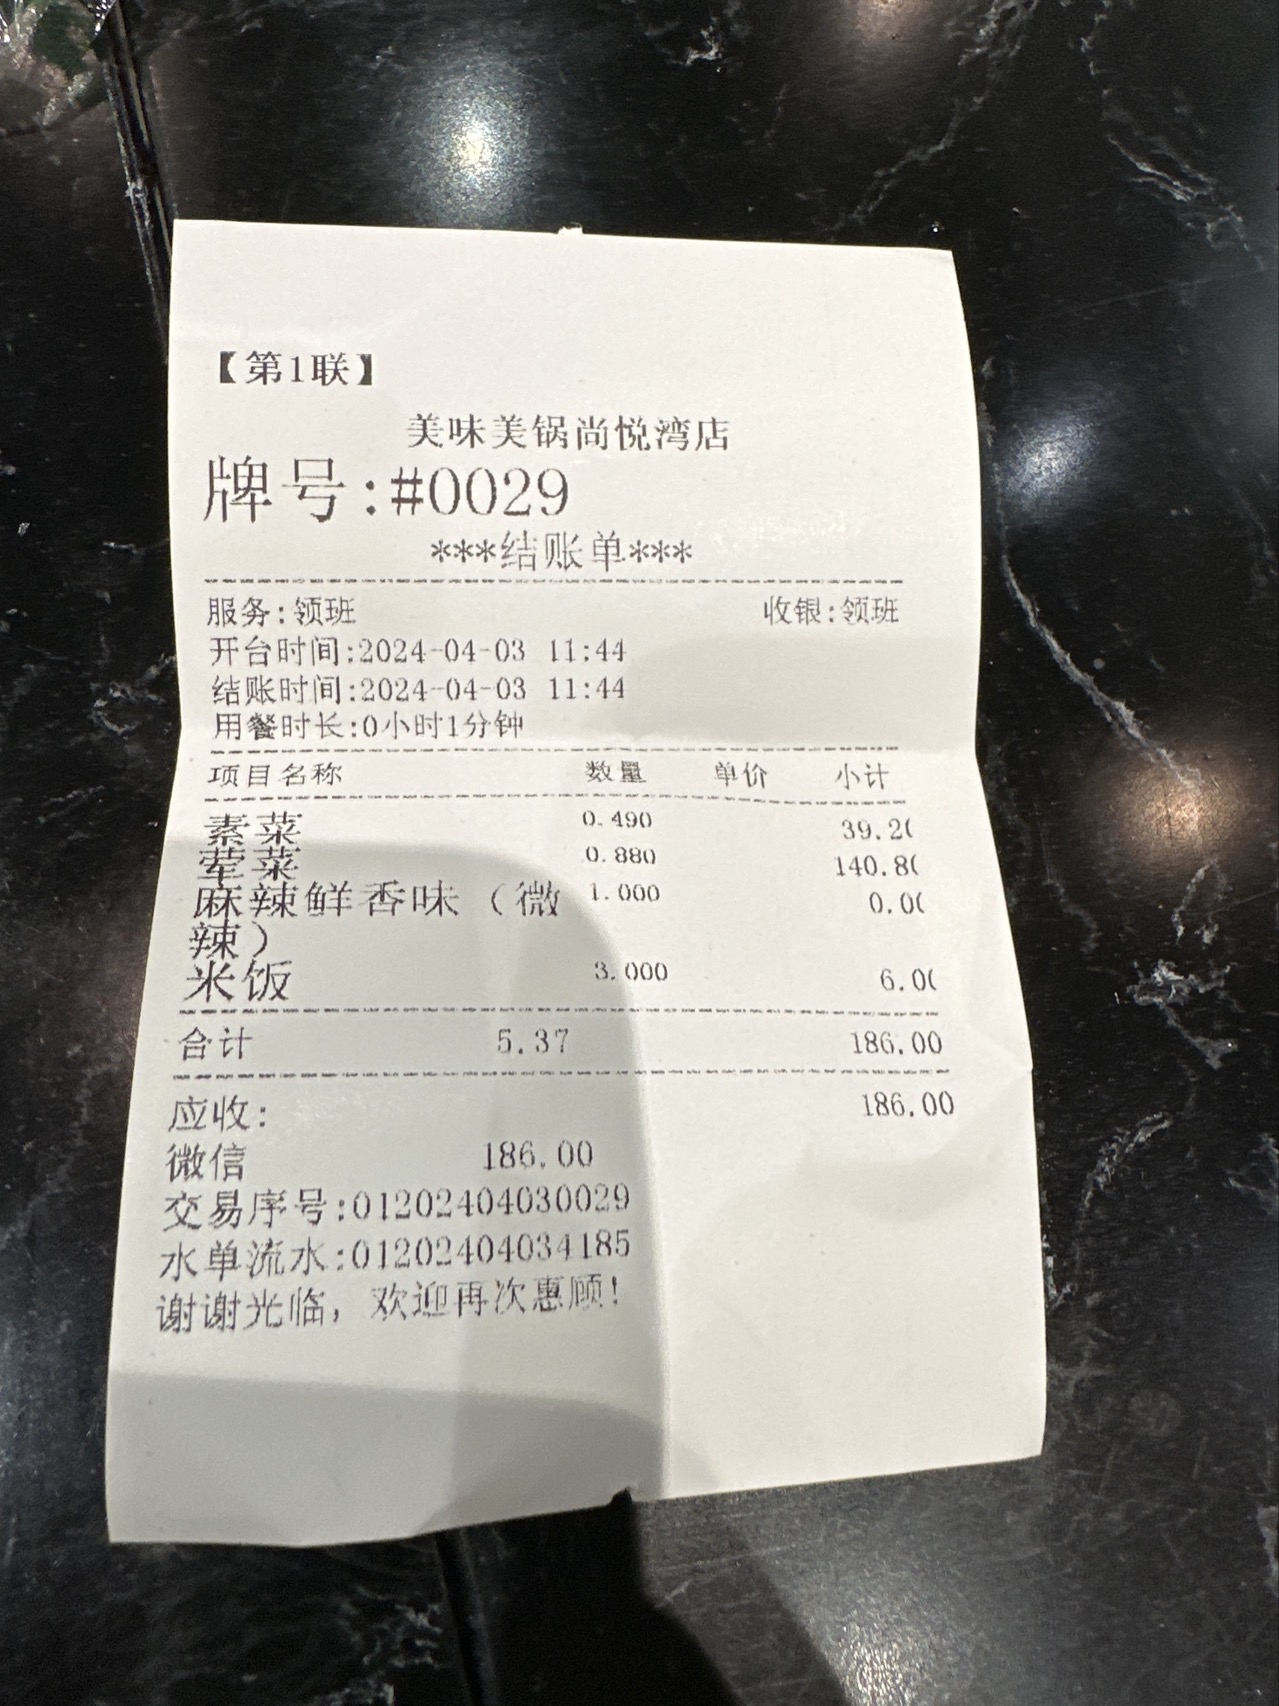 【第1联】
美味美锅尚悦湾店
牌号:#0029
***结账单***
服务:领班 收银:领班
开台时间:2024-04-03 11:44
结账时间:2024-04-03 11:44
用餐时长:0小时1分钟
项目名称 数量 单价 小计
素菜 0.490 39.20
荤菜 0.880 140.80
麻辣鲜香味（微 1.000 0.00
辣）
米饭 3.000 6.00
合计 5.37 186.00
应收: 186.00
微信 186.00
交易序号:01202404030029
水单流水:01202404034185
谢谢光临，欢迎再次惠顾!